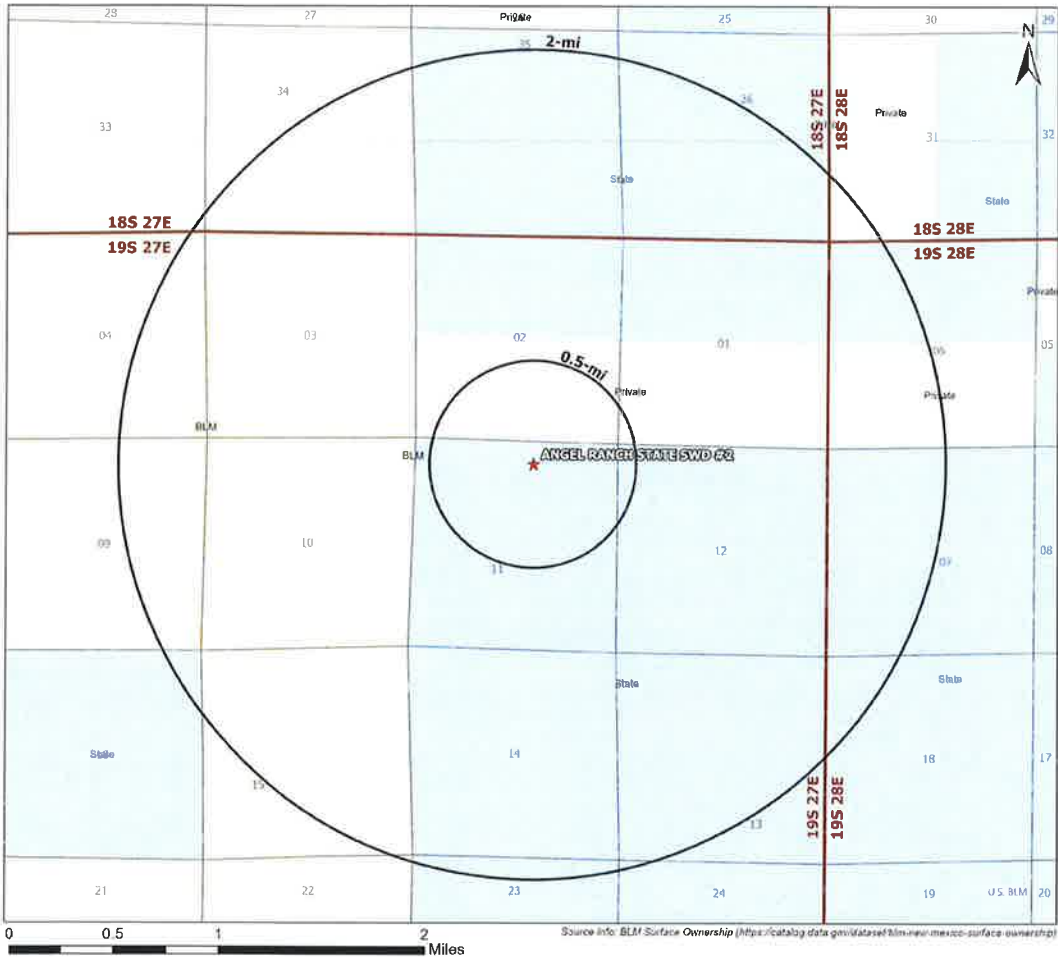 28 27 Private 25 30 29
N
2-mi
35
34 36
33 Private
31 32
18S 27E 18S 28E
State
State
18S 27E 18S 28E
19S 27E 19S 28E
Private
04 03 02 01 05
0.5-mi
Private Private
BLM
BLM
ANGEL RANCH STATE SWD #2
09 10 12 08
11 07
State State
State 14 18 17
15
13
19S 27E 19S 28E
21 22 23 24 19 U.S. BLM 20
0 0.5 1 2
Miles
Source Info: BLM Surface Ownership (https://catalog.data.gov/dataset/blm-new-mexico-surface-ownership)